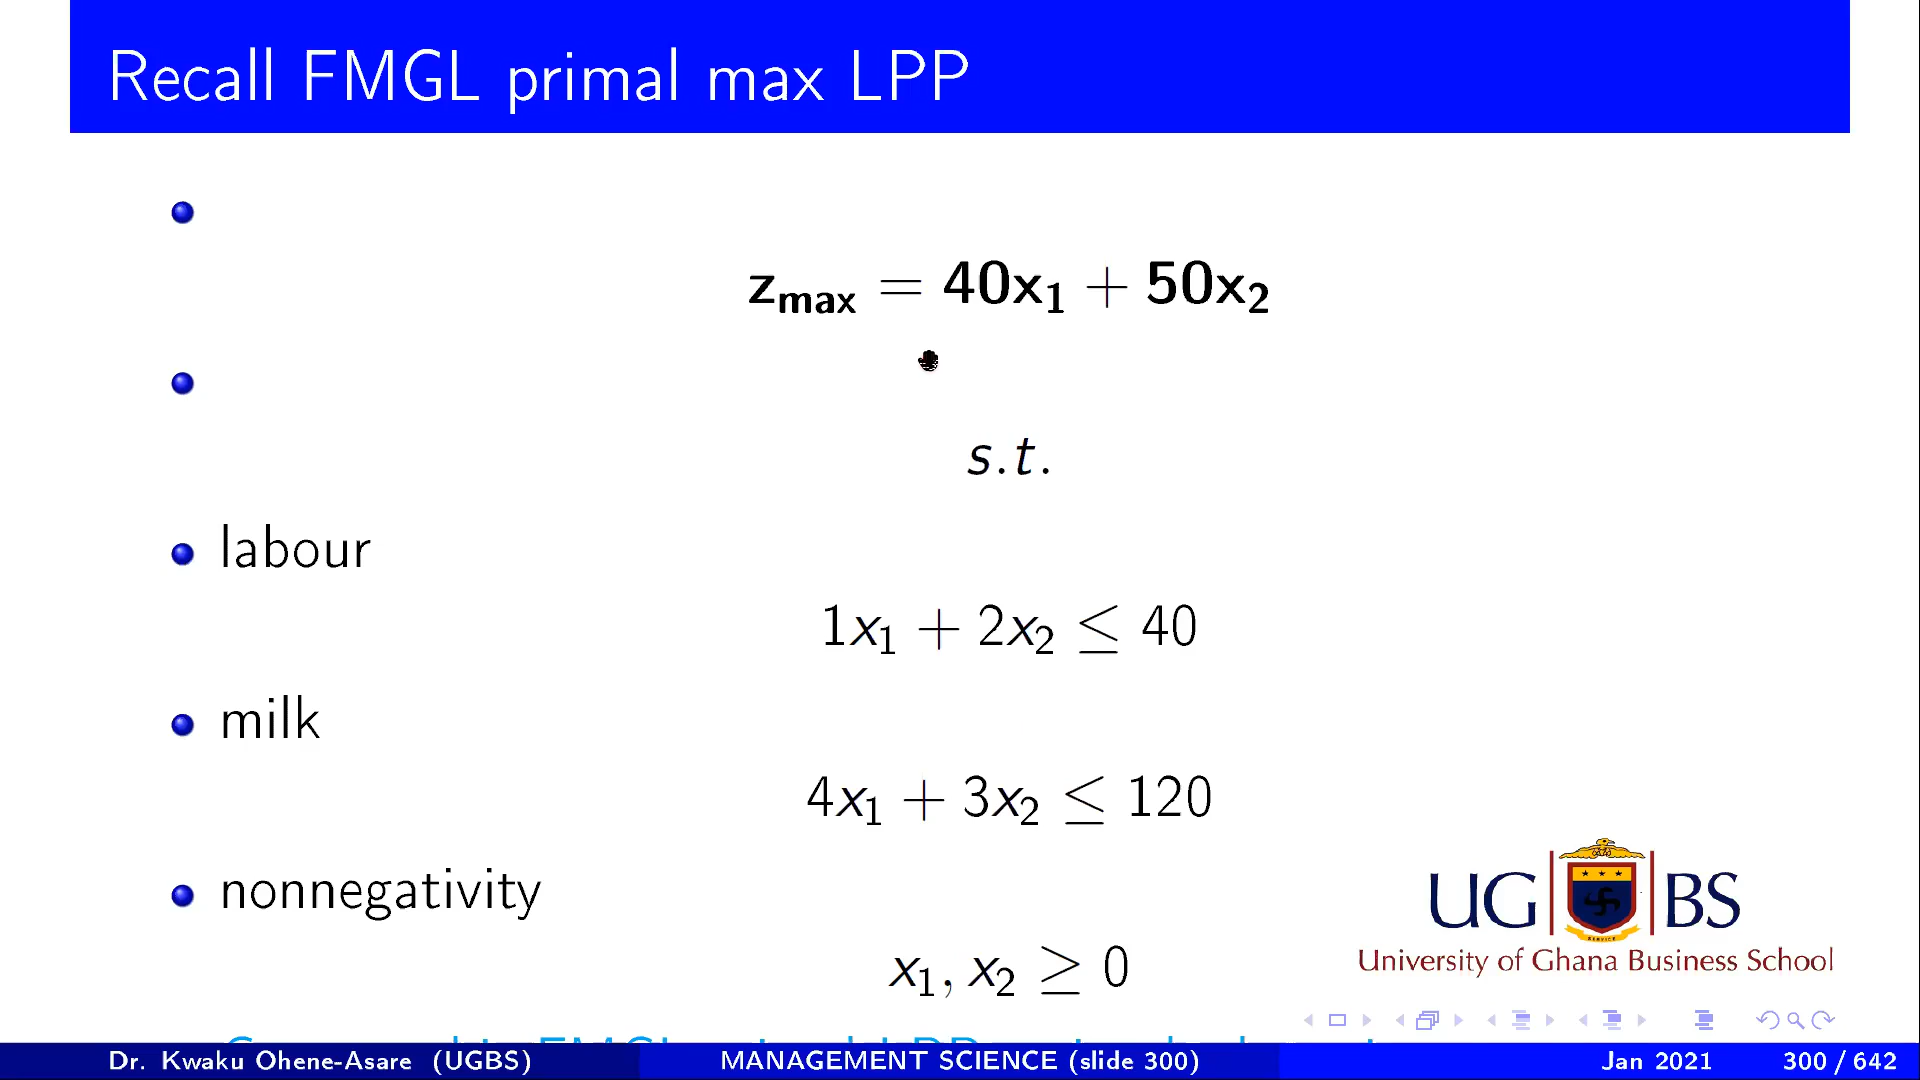 Recall FMGL primal max LPP
z_max = 40x₁ + 50x₂
s.t.
labour
1x₁ + 2x₂ ≤ 40
milk
4x₁ + 3x₂ ≤ 120
nonnegativity
x₁, x₂ ≥ 0
UG BS
University of Ghana Business School
Dr. Kwaku Ohene-Asare (UGBS) MANAGEMENT SCIENCE (slide 300) Jan 2021 300 / 642